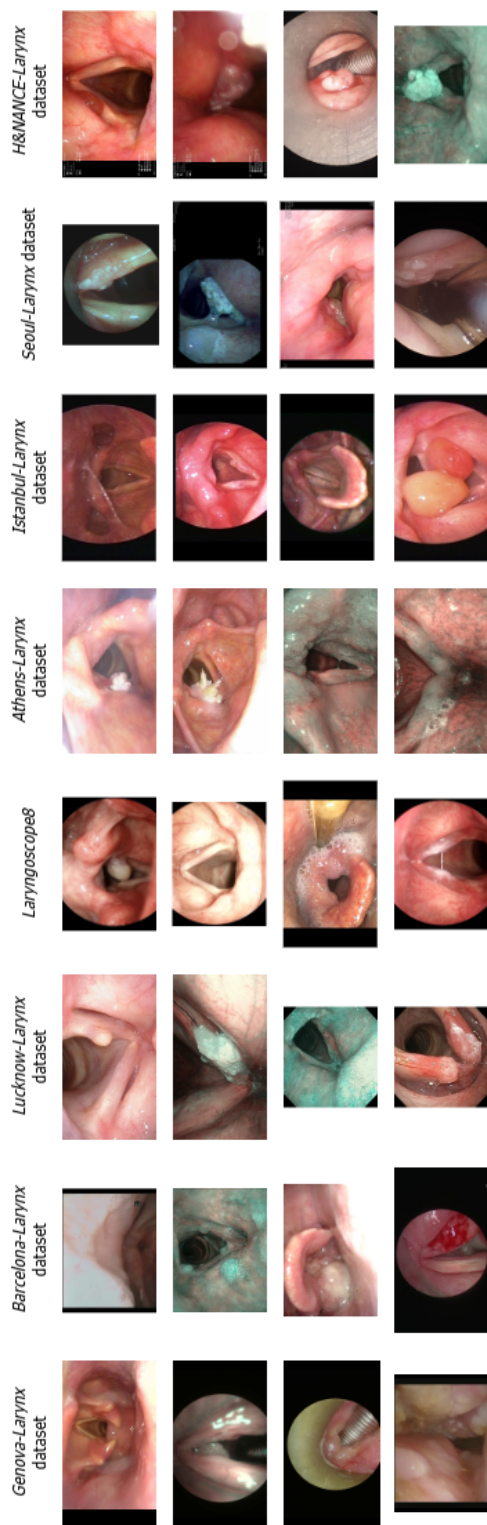 H&NANCE-Larynx
dataset
Seoul-Larynx dataset
Istanbul-Larynx
dataset
Athens-Larynx
dataset
Laryngoscope8
Lucknow-Larynx
dataset
Barcelona-Larynx
dataset
Genova-Larynx
dataset